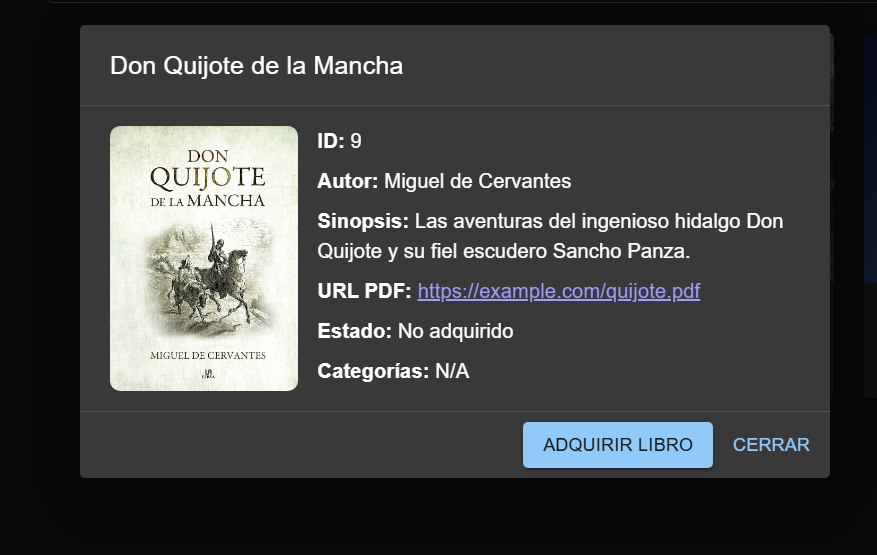 Don Quijote de la Mancha
DON
QUIJOTE
DE LA MANCHA
MIGUEL DE CERVANTES
ID: 9
Autor: Miguel de Cervantes
Sinopsis: Las aventuras del ingenioso hidalgo Don
Quijote y su fiel escudero Sancho Panza.
URL PDF: https://example.com/quijote.pdf
Estado: No adquirido
Categorías: N/A
ADQUIRIR LIBRO
CERRAR